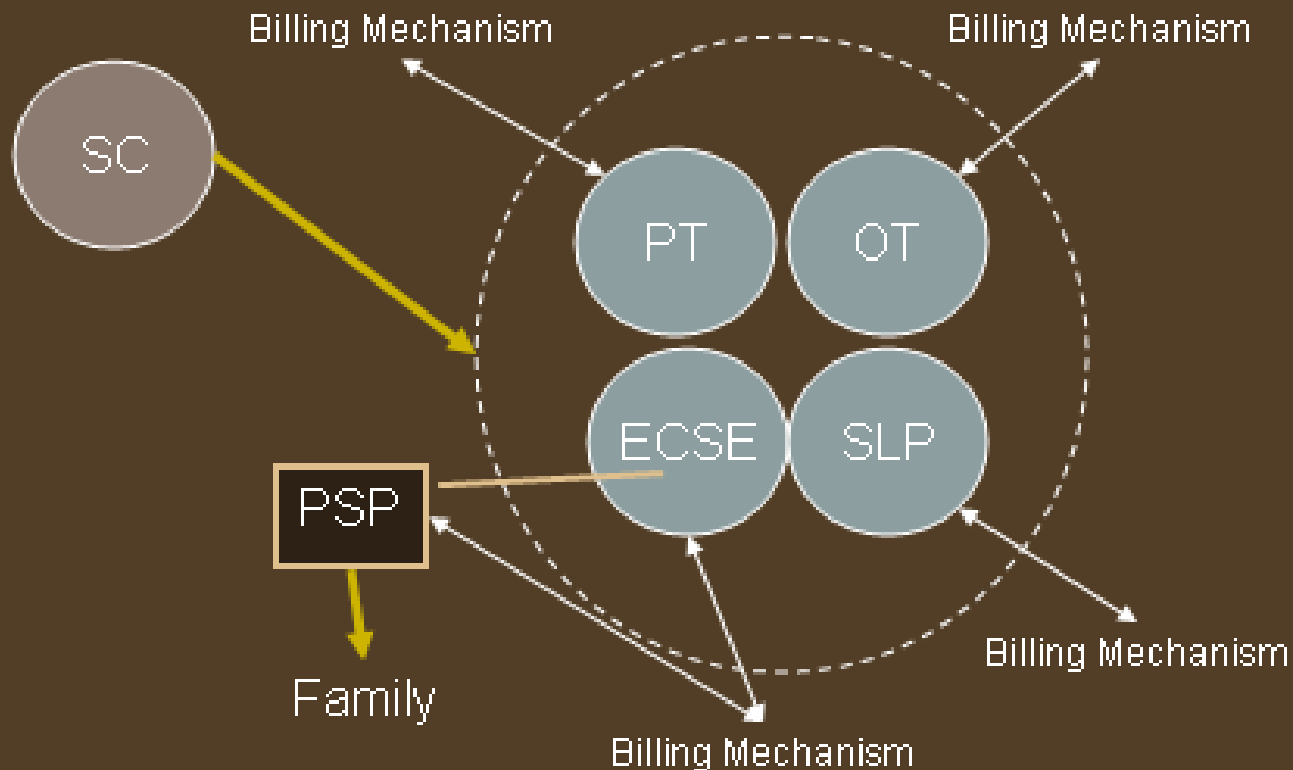 Billing Mechanism
Billing Mechanism
SC
PT
OT
ECSE
SLP
PSP
Billing Mechanism
Family
Billing Mechanism